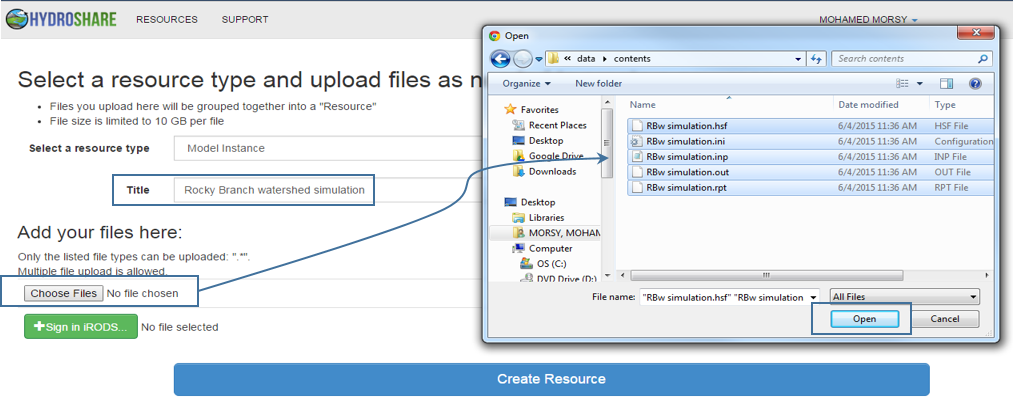 HYDROSHARE RESOURCES SUPPORT MOHAMED MORSY
Select a resource type and upload files as n
Files you upload here will be grouped together into a "Resource"
File size is limited to 10 GB per file
Select a resource type Model Instance
Title Rocky Branch watershed simulation
Add your files here:
Only the listed file types can be uploaded: ".*".
Multiple file upload is allowed.
Choose Files No file chosen
Sign in iRODS... No file selected
Create Resource
Open
« data contents Search contents
Organize New folder
Name Date modified Type
Favorites
Recent Places
Desktop
Google Drive
Downloads
Desktop
Libraries
MORSY, MOHAM
Computer
OS (C:)
DVD Drive (D:)
RBw simulation.hsf 6/4/2015 11:36 AM HSF File
RBw simulation.ini 6/4/2015 11:36 AM Configuration
RBw simulation.inp 6/4/2015 11:36 AM INP File
RBw simulation.out 6/4/2015 11:36 AM OUT File
RBw simulation.rpt 6/4/2015 11:36 AM RPT File
File name: "RBw simulation.hsf" "RBw simulation All Files
Open Cancel